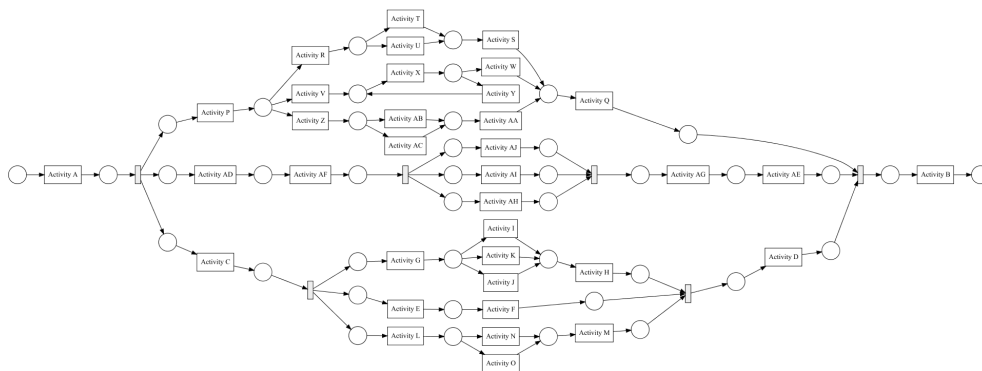 Activity T
Activity U
Activity S
Activity R
Activity X
Activity W
Activity V
Activity Y
Activity Q
Activity P
Activity Z
Activity AB
Activity AA
Activity AC
Activity AJ
Activity A
Activity AD
Activity AF
Activity AI
Activity AG
Activity AE
Activity B
Activity AH
Activity I
Activity C
Activity G
Activity K
Activity D
Activity J
Activity H
Activity E
Activity F
Activity L
Activity N
Activity M
Activity O